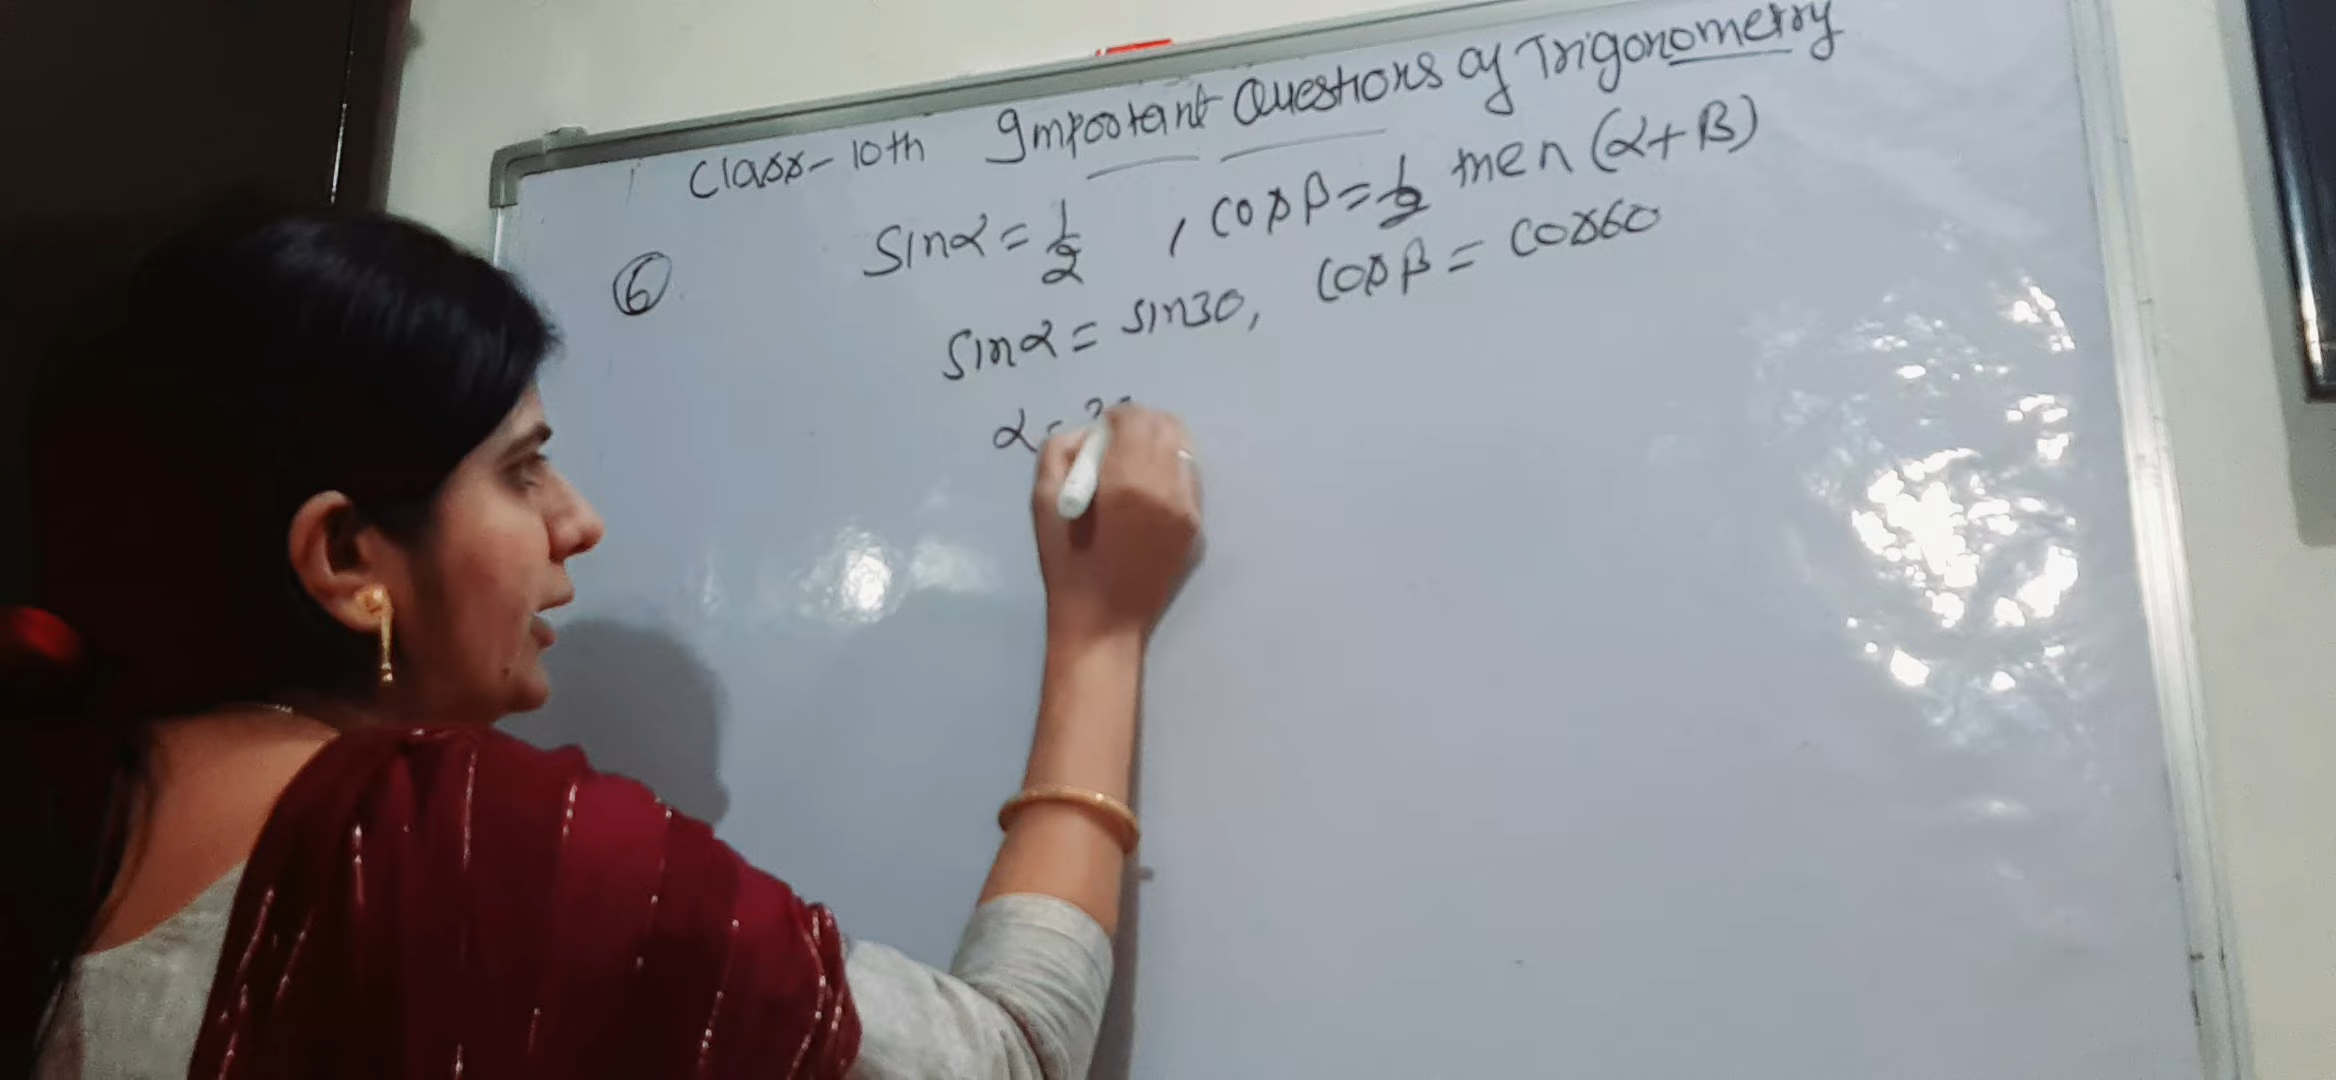 Class-10th Important Questions of Trigonometry
⑥ Sinα = 1/2 , Cosβ = 1/2 then (α+β)
Sinα = Sin30, Cosβ = Cos60
α =